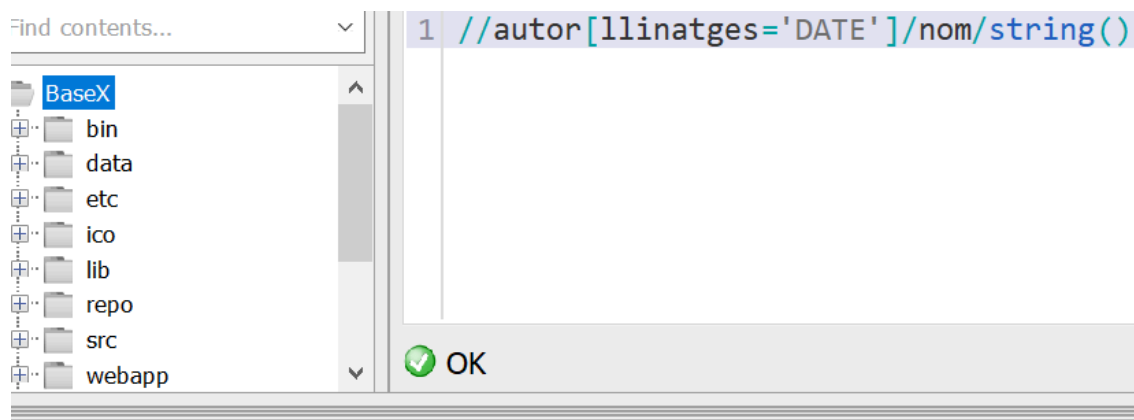 Find contents...
BaseX
bin
data
etc
ico
lib
repo
src
webapp
1 //autor[llinatges='DATE']/nom/string()
OK